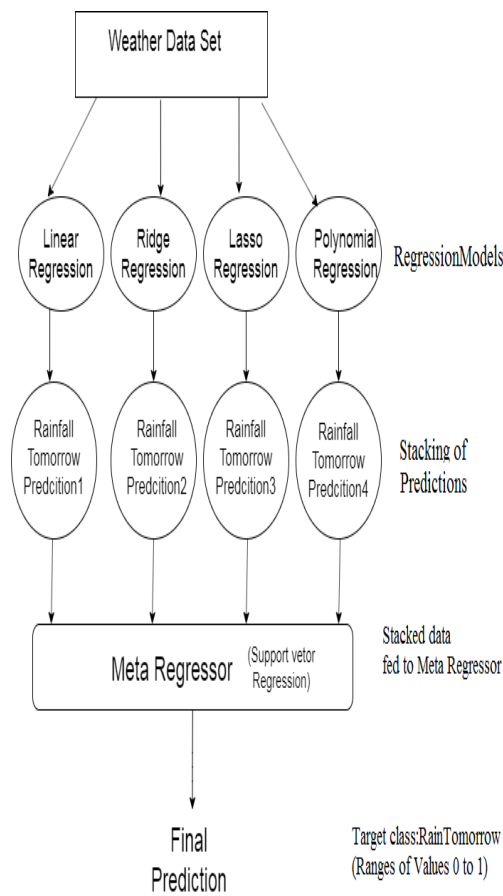 Weather Data Set
Linear
Regression
Ridge
Regression
Lasso
Regression
Polynomial
Regression
RegressionModels
Rainfall
Tomorrow
Predcition1
Rainfall
Tomorrow
Predcition2
Rainfall
Tomorrow
Predcition3
Rainfall
Tomorrow
Predcition4
Stacking of
Predictions
Meta Regressor
(Support vetor
Regression)
Stacked data
fed to Meta Regressor
Final
Prediction
Target class:RainTomorrow
(Ranges of Values 0 to 1)